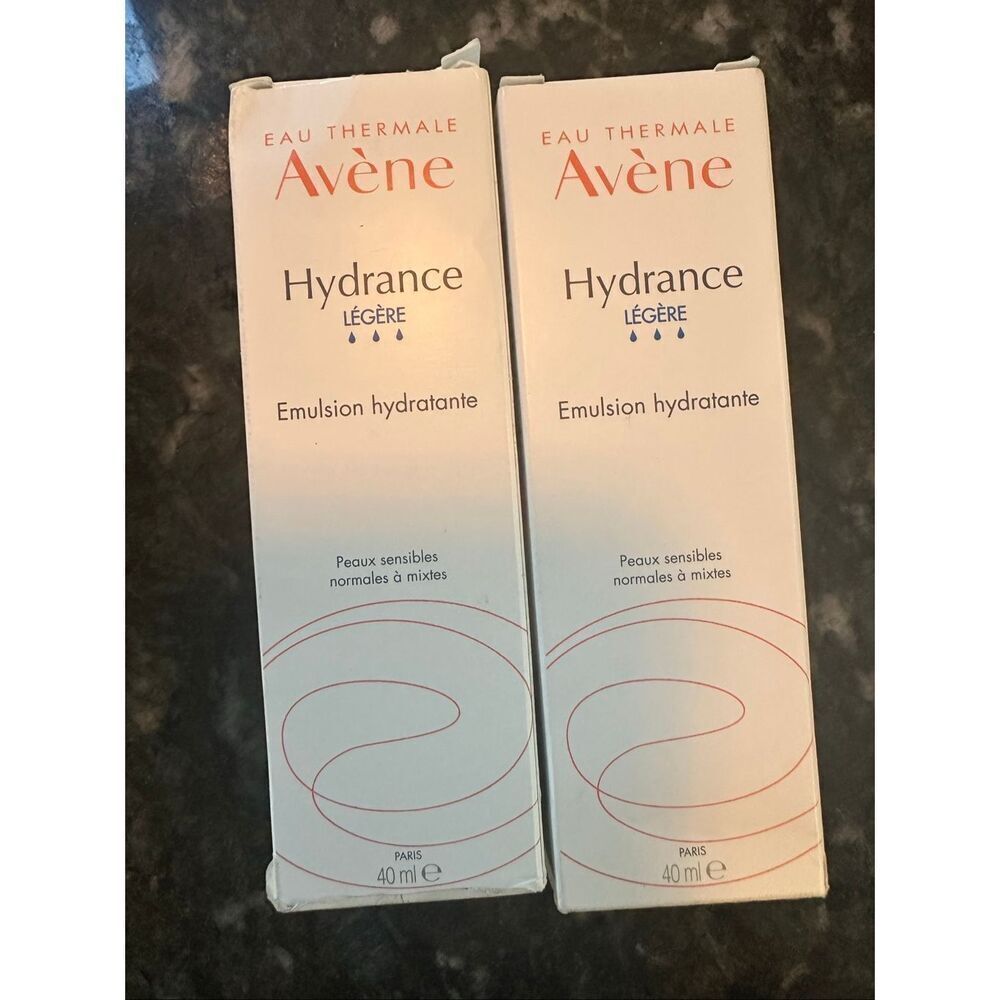 EAU THERMALE
Avène
Hydrance
LÉGÈRE
Emulsion hydratante
Peaux sensibles
normales à mixtes
PARIS
40 ml ℮
EAU THERMALE
Avène
Hydrance
LÉGÈRE
Emulsion hydratante
Peaux sensibles
normales à mixtes
PARIS
40 ml ℮